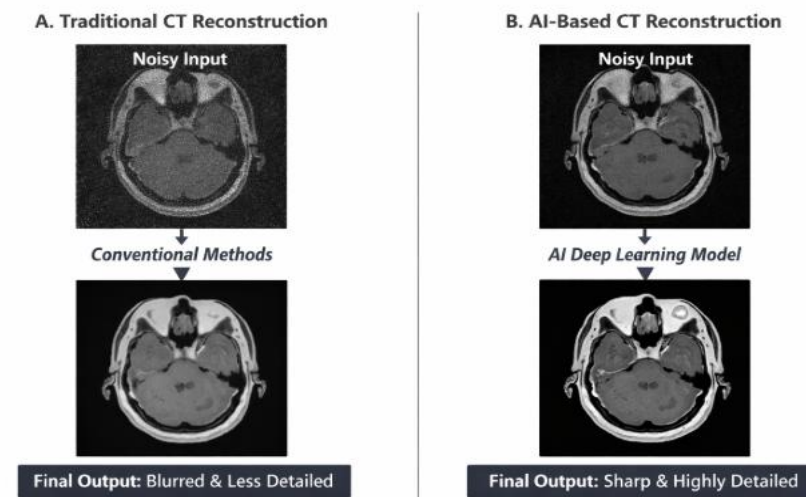 A. Traditional CT Reconstruction
Noisy Input
Conventional Methods
Final Output: Blurred & Less Detailed
B. AI-Based CT Reconstruction
Noisy Input
AI Deep Learning Model
Final Output: Sharp & Highly Detailed